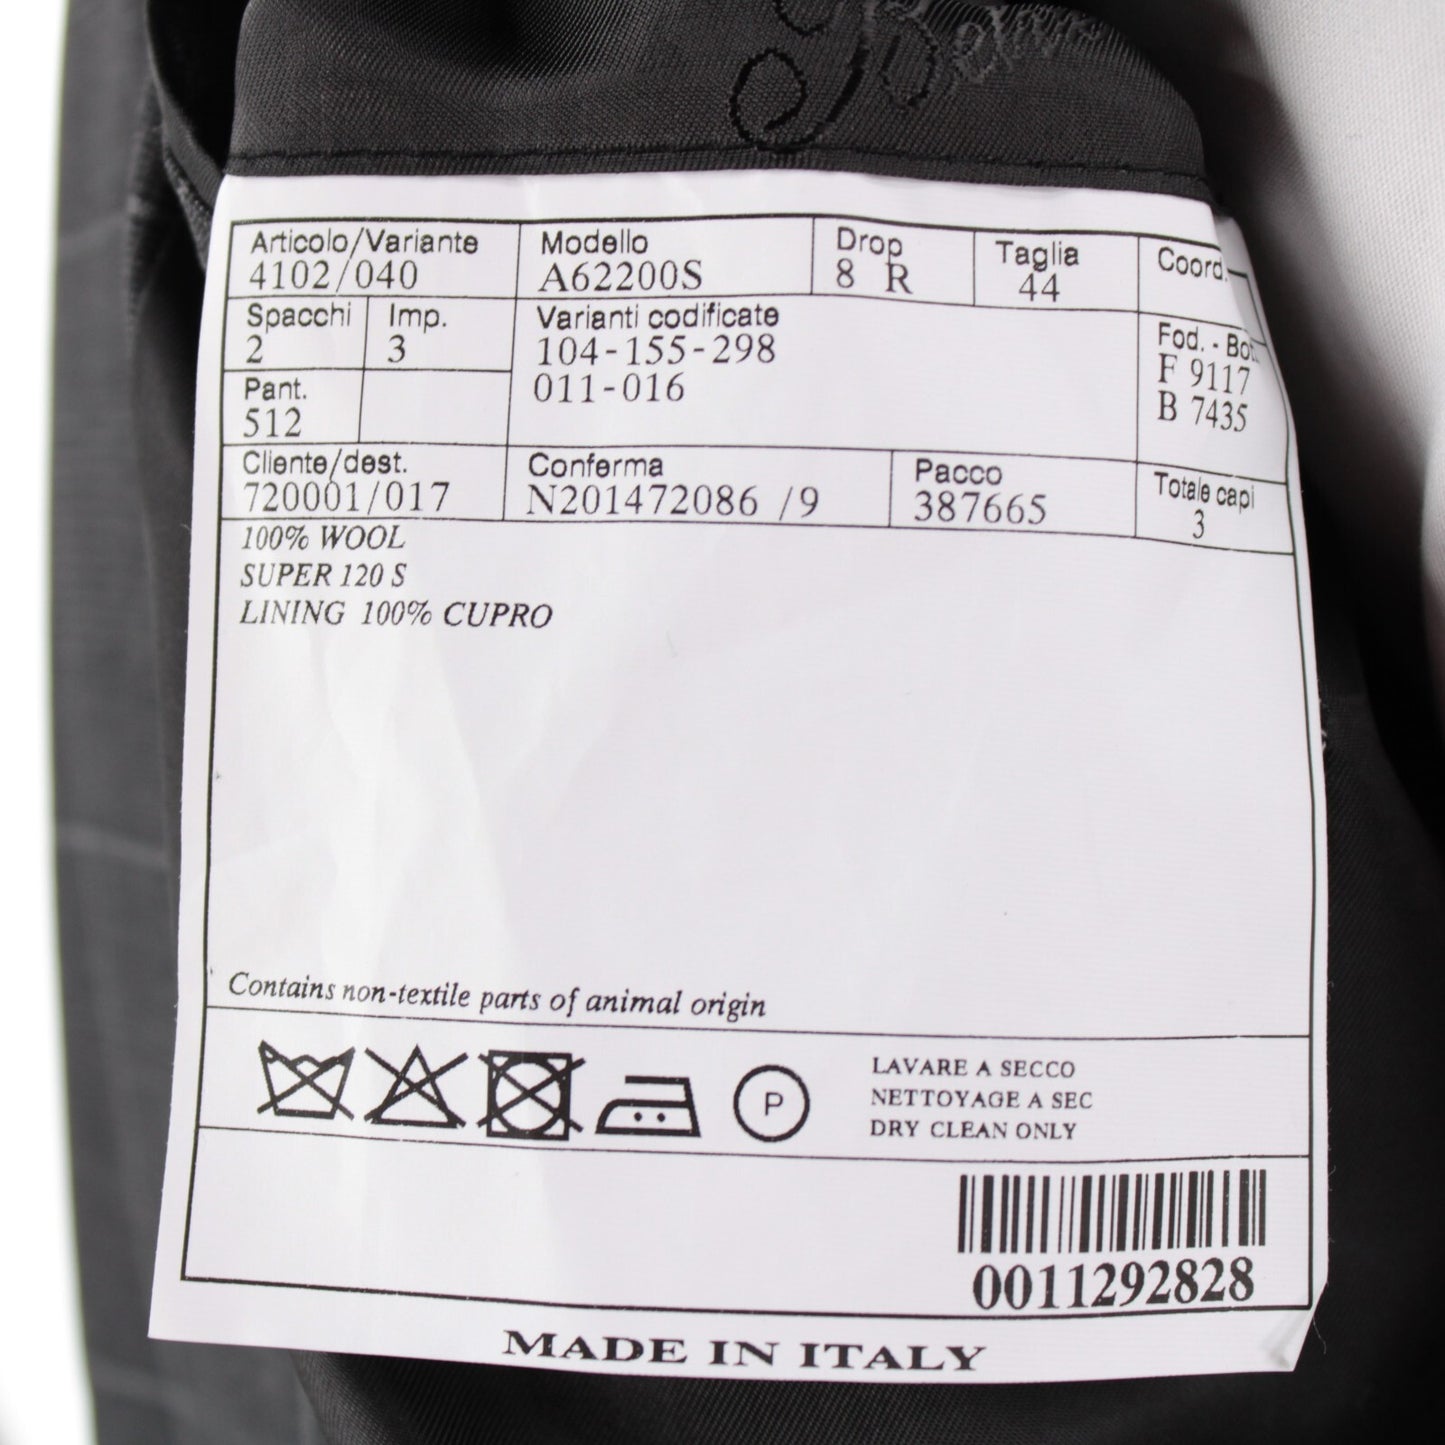 Articolo/Variante Modello Drop Taglia Coord.
4102/040 A62200S 8 R 44
Spacchi Imp. Varianti codificate Fod. - Bot.
2 3 104-155-298 F 9117
Pant. 011-016 B 7435
512
Cliente/dest. Conferma Pacco Totale capi
720001/017 N201472086 /9 387665 3
100% WOOL
SUPER 120 S
LINING 100% CUPRO
Contains non-textile parts of animal origin
P
LAVARE A SECCO
NETTOYAGE A SEC
DRY CLEAN ONLY
0011292828
MADE IN ITALY